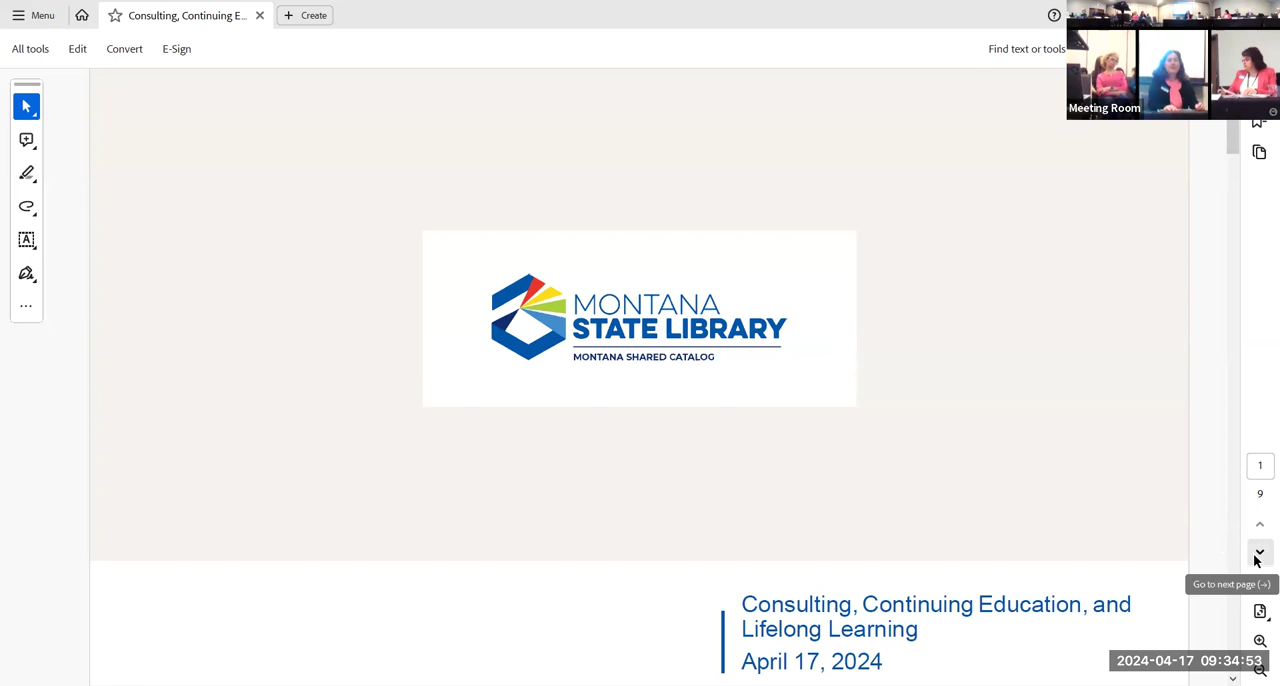 Menu
Consulting, Continuing E...
Create
All tools
Edit
Convert
E-Sign
Find text or tools
Meeting Room
MONTANA
STATE LIBRARY
MONTANA SHARED CATALOG
1
9
Go to next page (→)
Consulting, Continuing Education, and
Lifelong Learning
April 17, 2024
2024-04-17 09:34:53